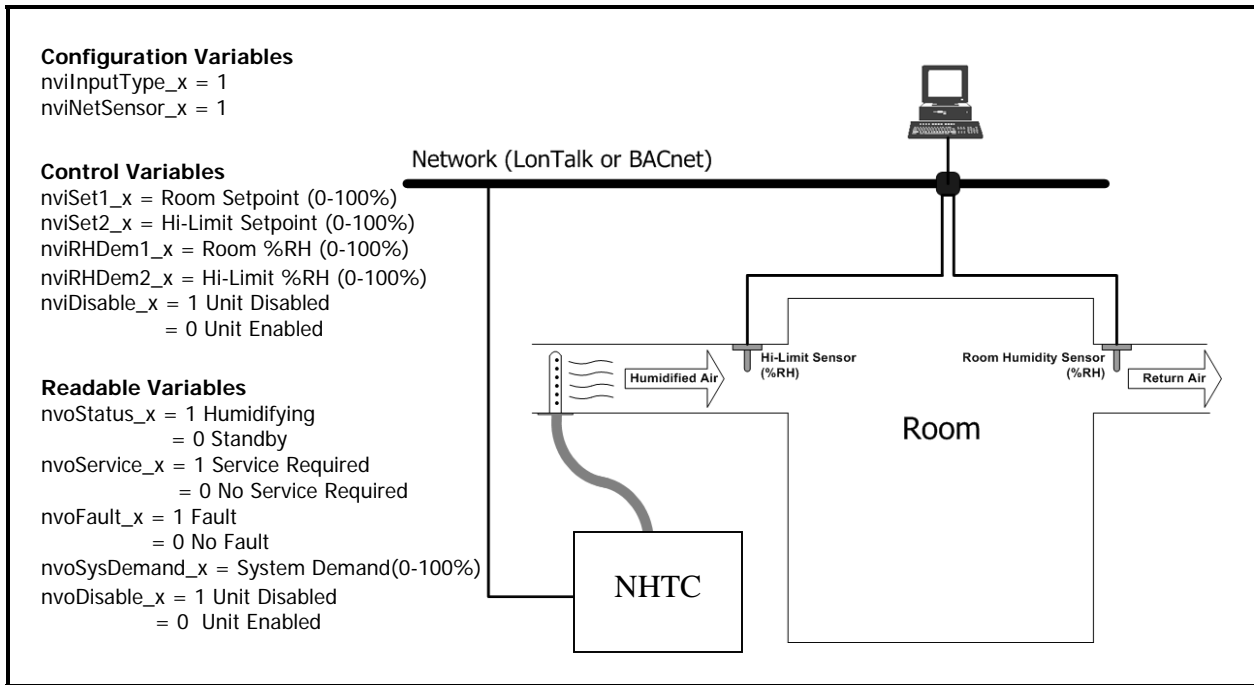 Configuration Variables
nviInputType_x = 1
nviNetSensor_x = 1
Control Variables
nviSet1_x = Room Setpoint (0-100%)
nviSet2_x = Hi-Limit Setpoint (0-100%)
nviRHDem1_x = Room %RH (0-100%)
nviRHDem2_x = Hi-Limit %RH (0-100%)
nviDisable_x = 1 Unit Disabled
= 0 Unit Enabled
Readable Variables
nvoStatus_x = 1 Humidifying
= 0 Standby
nvoService_x = 1 Service Required
= 0 No Service Required
nvoFault_x = 1 Fault
= 0 No Fault
nvoSysDemand_x = System Demand(0-100%)
nvoDisable_x = 1 Unit Disabled
= 0 Unit Enabled
Network (LonTalk or BACnet)
Humidified Air
Hi-Limit Sensor
(%RH)
Room Humidity Sensor
(%RH)
Return Air
Room
NHTC